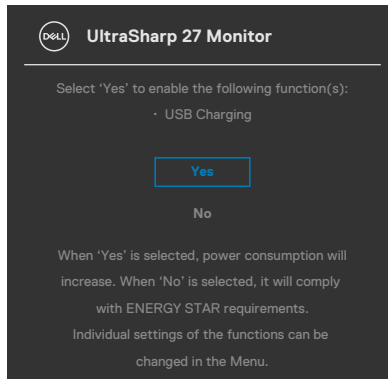 DELL UltraSharp 27 Monitor
Select ‘Yes’ to enable the following function(s):
· USB Charging
Yes
No
When ‘Yes’ is selected, power consumption will
increase. When ‘No’ is selected, it will comply
with ENERGY STAR requirements.
Individual settings of the functions can be
changed in the Menu.